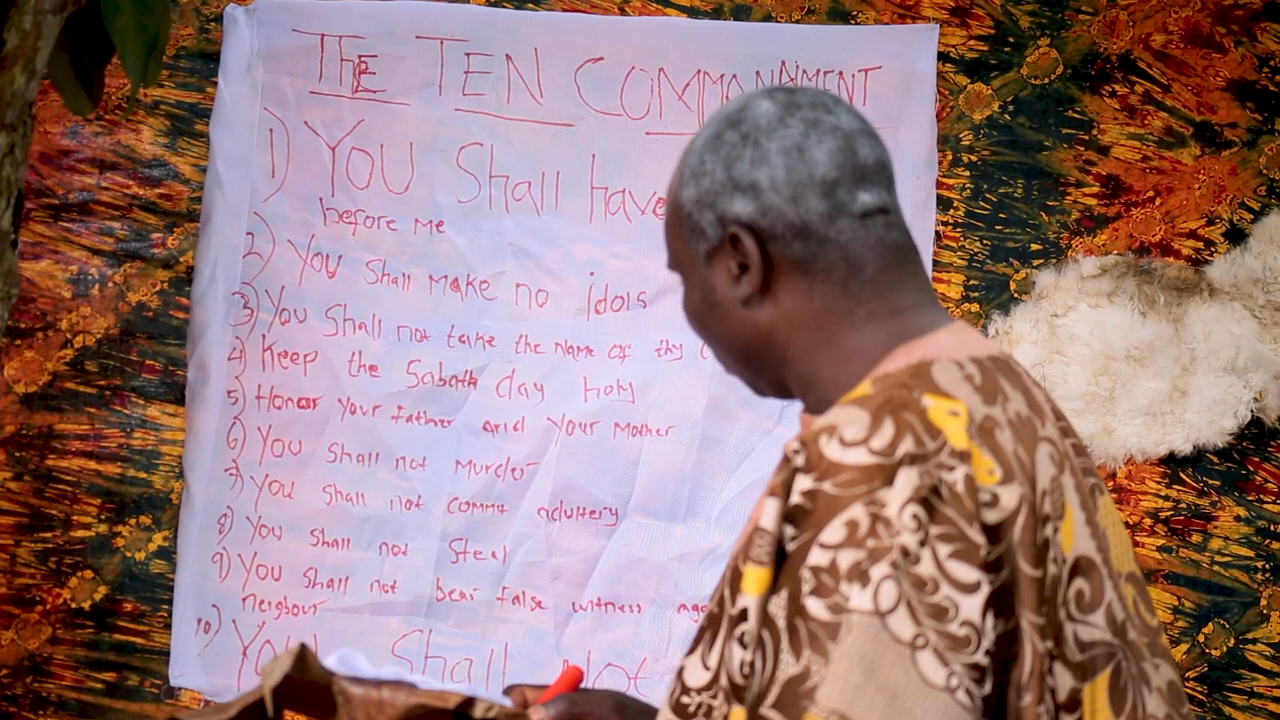 ThE TEN COMMANNMENT
1) YOU Shall have
before Me
2) You Shall Make no idols
3) You Shall not take the Name of thy
4) Keep the Sabath day holy
5) Honor your father and your Mother
6) You Shall not Murder
7) You Shall not commit adultery
8) You Shall not Steal
9) You Shall not bear false witness
neighbour
10) You Shall Not